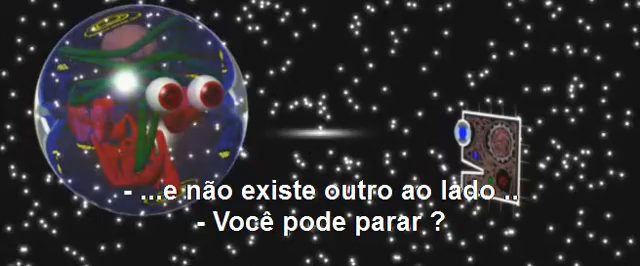 - ...e não existe outro ao lado ..
- Você pode parar ?